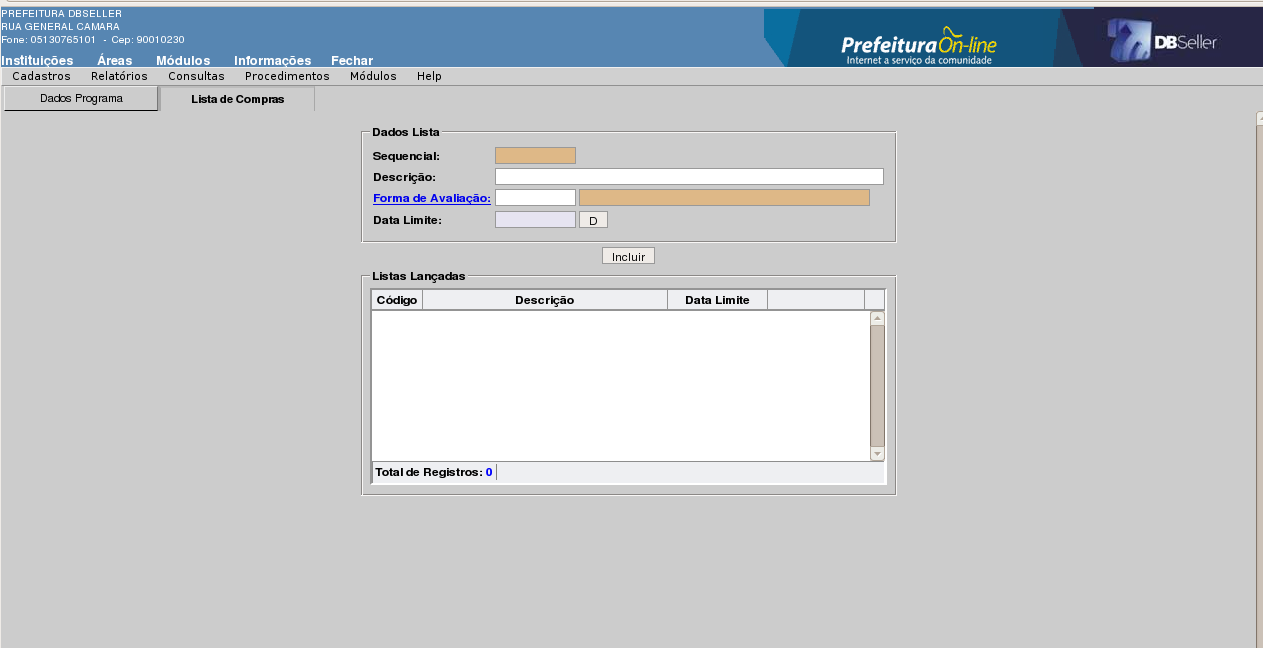 PREFEITURA DBSELLER
RUA GENERAL CAMARA
Fone: 05130765101 - Cep: 90010230
PrefeituraOn-line
Internet a serviço da comunidade
DBSeller
Instituições Áreas Módulos Informações Fechar
Cadastros Relatórios Consultas Procedimentos Módulos Help
Dados Programa Lista de Compras
Dados Lista
Sequencial:
Descrição:
Forma de Avaliação:
Data Limite: D
Incluir
Listas Lançadas
Código Descrição Data Limite
Total de Registros: 0